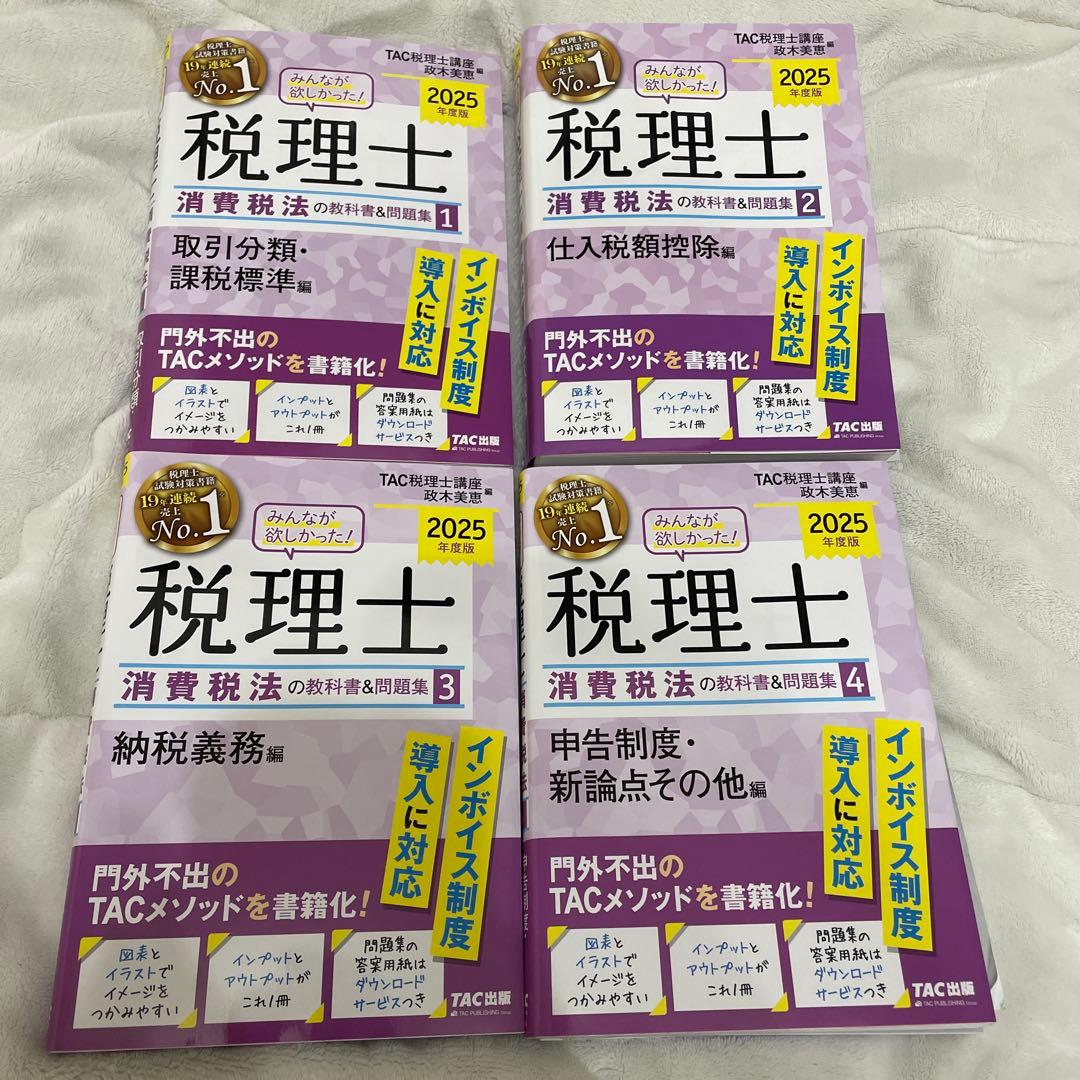 税理士
試験対策書籍
19年連続
売上
No.1
TAC税理士講座 編
政木美恵
みんなが
欲しかった!
2025
年度版
税理士
消費税法の教科書&問題集 1
取引分類・
課税標準編
インボイス制度
導入に対応
門外不出の
TACメソッドを書籍化!
図表と
イラストで
イメージを
つかみやすい
インプットと
アウトプットが
これ1冊
問題集の
答案用紙は
ダウンロード
サービスつき
TAC出版
TAC PUBLISHING Group
税理士
試験対策書籍
19年連続
売上
No.1
TAC税理士講座 編
政木美恵
みんなが
欲しかった!
2025
年度版
税理士
消費税法の教科書&問題集 2
仕入税額控除編
インボイス制度
導入に対応
門外不出の
TACメソッドを書籍化!
図表と
イラストで
イメージを
つかみやすい
インプットと
アウトプットが
これ1冊
問題集の
答案用紙は
ダウンロード
サービスつき
TAC出版
TAC PUBLISHING Group
税理士
試験対策書籍
19年連続
売上
No.1
TAC税理士講座 編
政木美恵
みんなが
欲しかった!
2025
年度版
税理士
消費税法の教科書&問題集 3
納税義務編
インボイス制度
導入に対応
門外不出の
TACメソッドを書籍化!
図表と
イラストで
イメージを
つかみやすい
インプットと
アウトプットが
これ1冊
問題集の
答案用紙は
ダウンロード
サービスつき
TAC出版
TAC PUBLISHING Group
税理士
試験対策書籍
19年連続
売上
No.1
TAC税理士講座 編
政木美恵
みんなが
欲しかった!
2025
年度版
税理士
消費税法の教科書&問題集 4
申告制度・
新論点その他編
インボイス制度
導入に対応
門外不出の
TACメソッドを書籍化!
図表と
イラストで
イメージを
つかみやすい
インプットと
アウトプットが
これ1冊
問題集の
答案用紙は
ダウンロード
サービスつき
TAC出版
TAC PUBLISHING Group